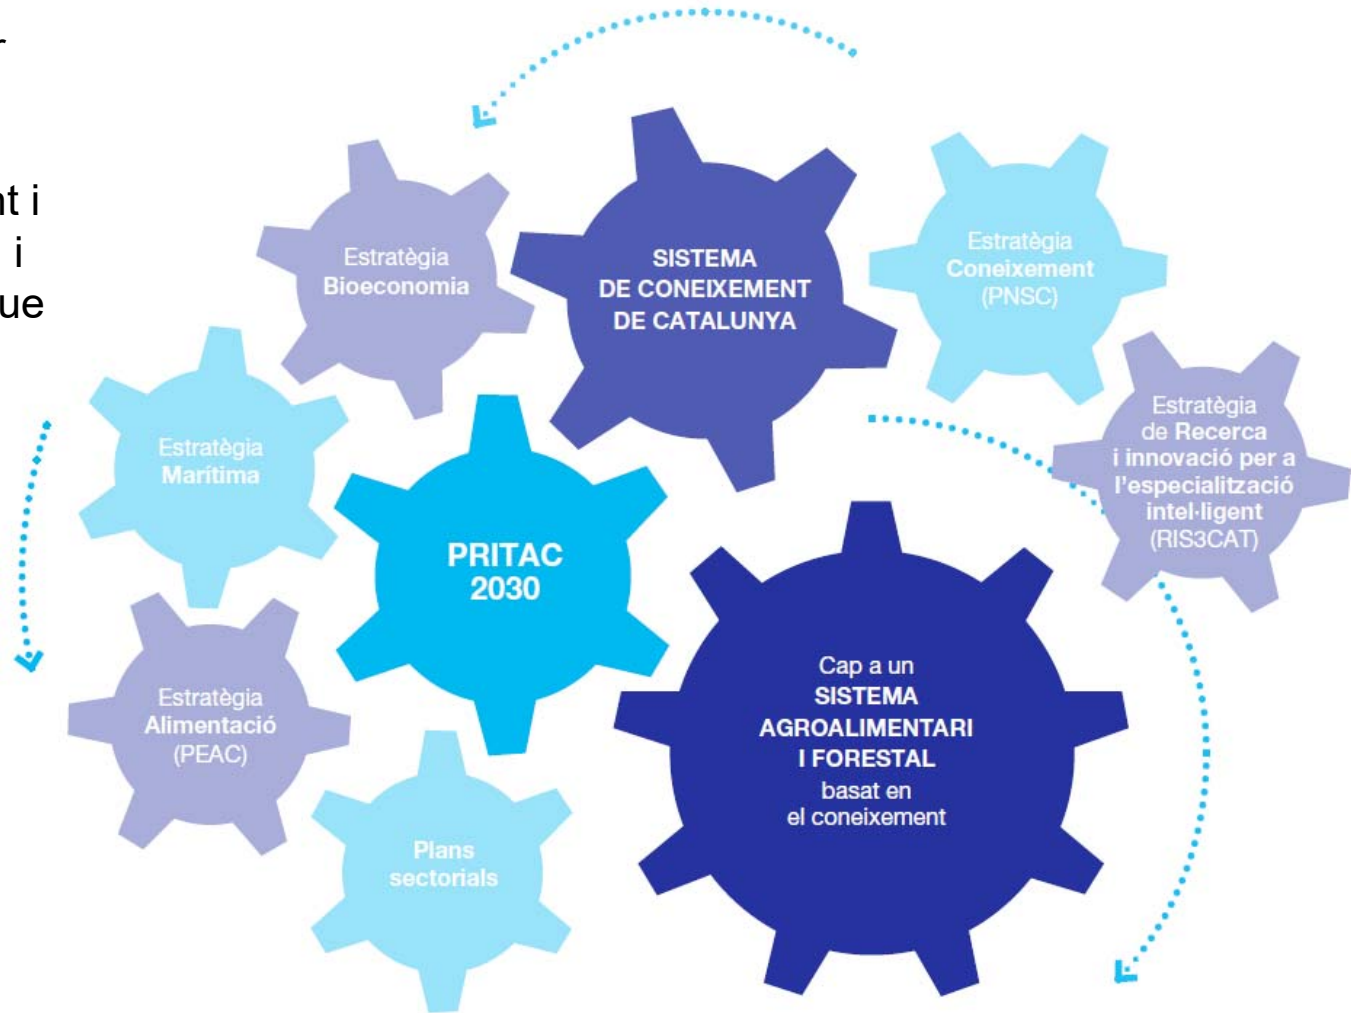 i
Estratègia
Bioeconomia
SISTEMA
DE CONEIXEMENT
DE CATALUNYA
Estratègia
Coneixement
(PNSC)
Estratègia
Marítima
Estratègia
de Recerca
i innovació per a
l'especialització
intel·ligent
(RIS3CAT)
PRITAC
2030
Estratègia
Alimentació
(PEAC)
Cap a un
SISTEMA
AGROALIMENTARI
I FORESTAL
basat en
el coneixement
Plans
sectorials